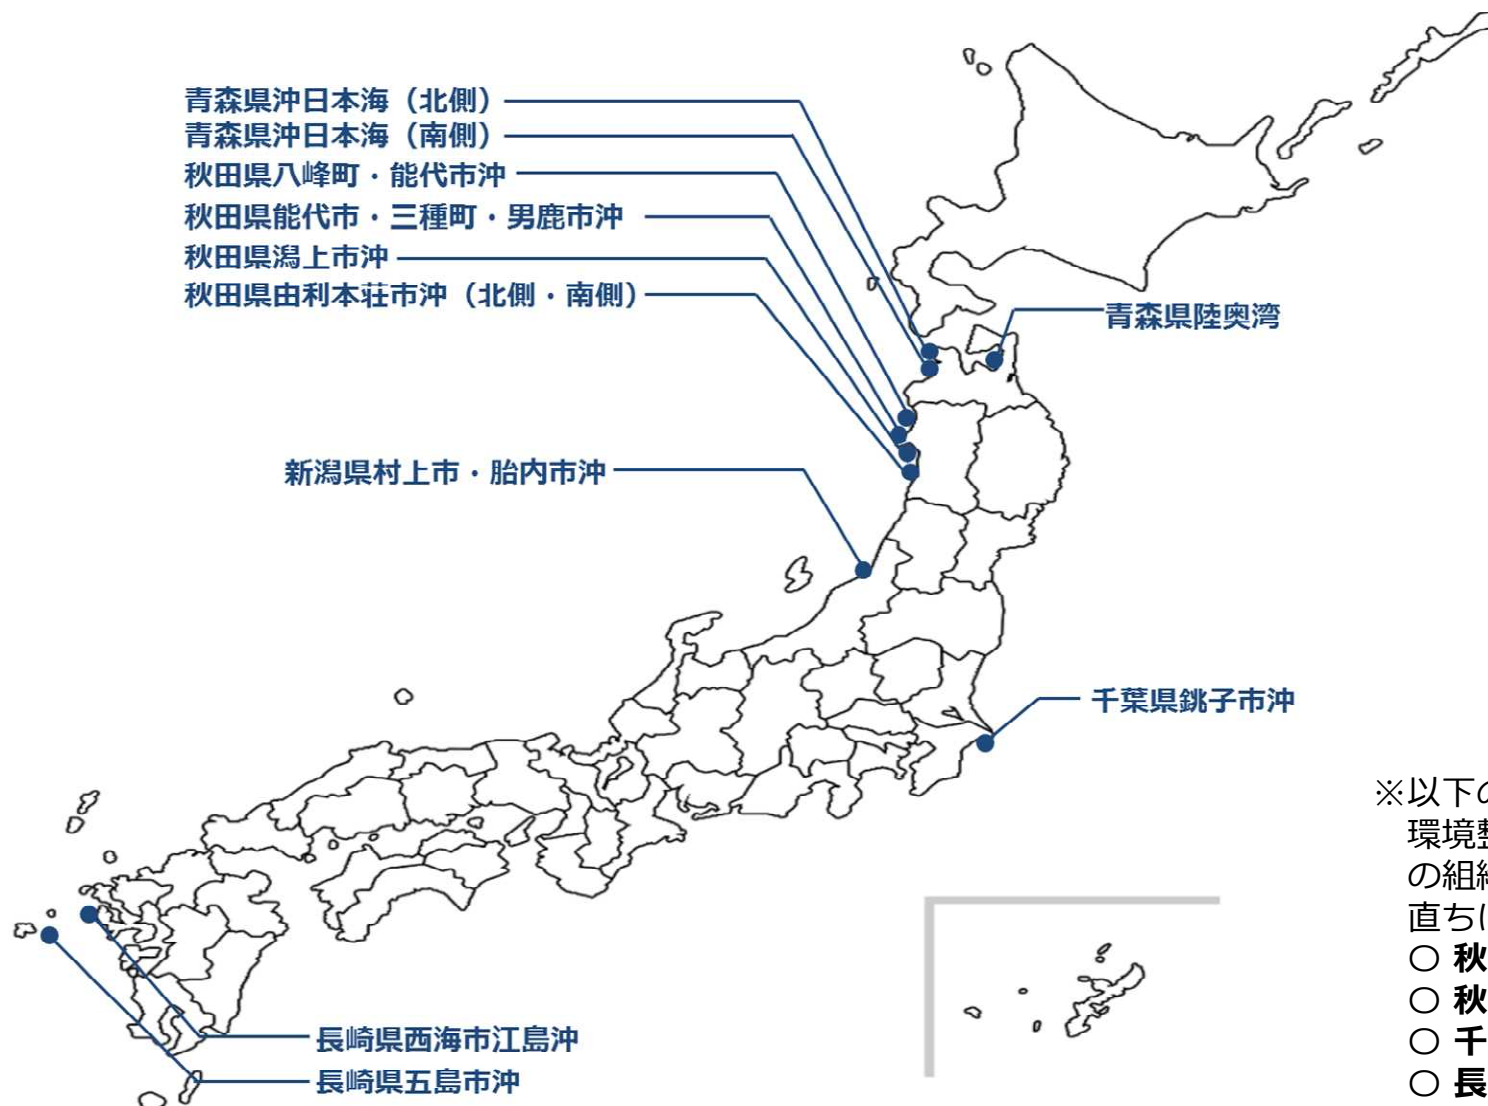 青森県沖日本海（北側）
青森県沖日本海（南側）
秋田県八峰町・能代市沖
秋田県能代市・三種町・男鹿市沖
秋田県潟上市沖
秋田県由利本荘市沖（北側・南側）
青森県陸奥湾
新潟県村上市・胎内市沖
千葉県銚子市沖
※以下の
環境整
の組織
直ちに
○ 秋
○ 秋
○ 千
○ 長
長崎県西海市江島沖
長崎県五島市沖